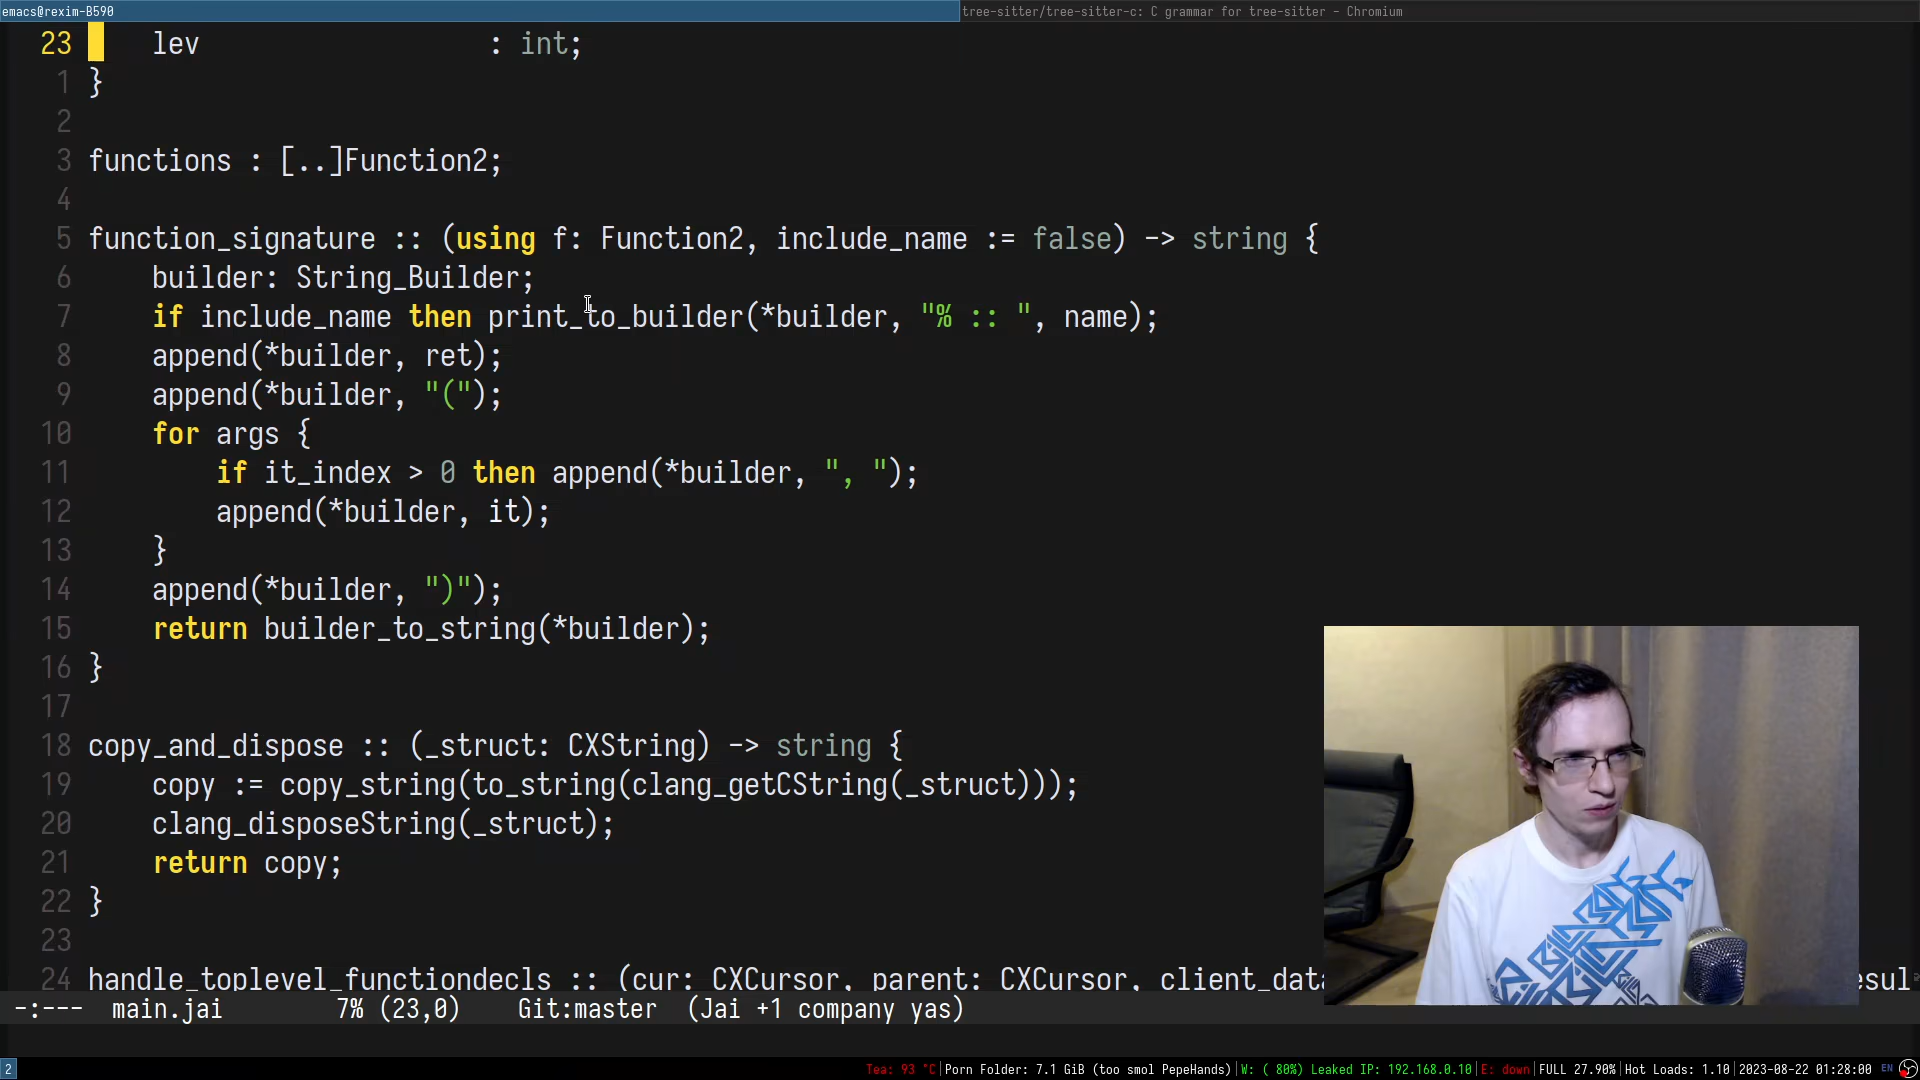 emacs@rexim-B590 tree-sitter/tree-sitter-c: C grammar for tree-sitter - Chromium
23 lev : int;
1 }
2
3 functions : [..]Function2;
4
5 function_signature :: (using f: Function2, include_name := false) -> string {
6 builder: String_Builder;
7 if include_name then print_to_builder(*builder, "% :: ", name);
8 append(*builder, ret);
9 append(*builder, "(");
10 for args {
11 if it_index > 0 then append(*builder, ", ");
12 append(*builder, it);
13 }
14 append(*builder, ")");
15 return builder_to_string(*builder);
16 }
17
18 copy_and_dispose :: (_struct: CXString) -> string {
19 copy := copy_string(to_string(clang_getCString(_struct)));
20 clang_disposeString(_struct);
21 return copy;
22 }
23
24 handle_toplevel_functiondecls :: (cur: CXCursor, parent: CXCursor, client_dat
-:--- main.jai 7% (23,0) Git:master (Jai +1 company yas)
2 Tea: 93 °C|Porn Folder: 7.1 GiB (too smol PepeHands)|W: ( 80%) Leaked IP: 192.168.0.10|E: down|FULL 27.90%|Hot Loads: 1.10|2023-08-22 01:28:00 EN